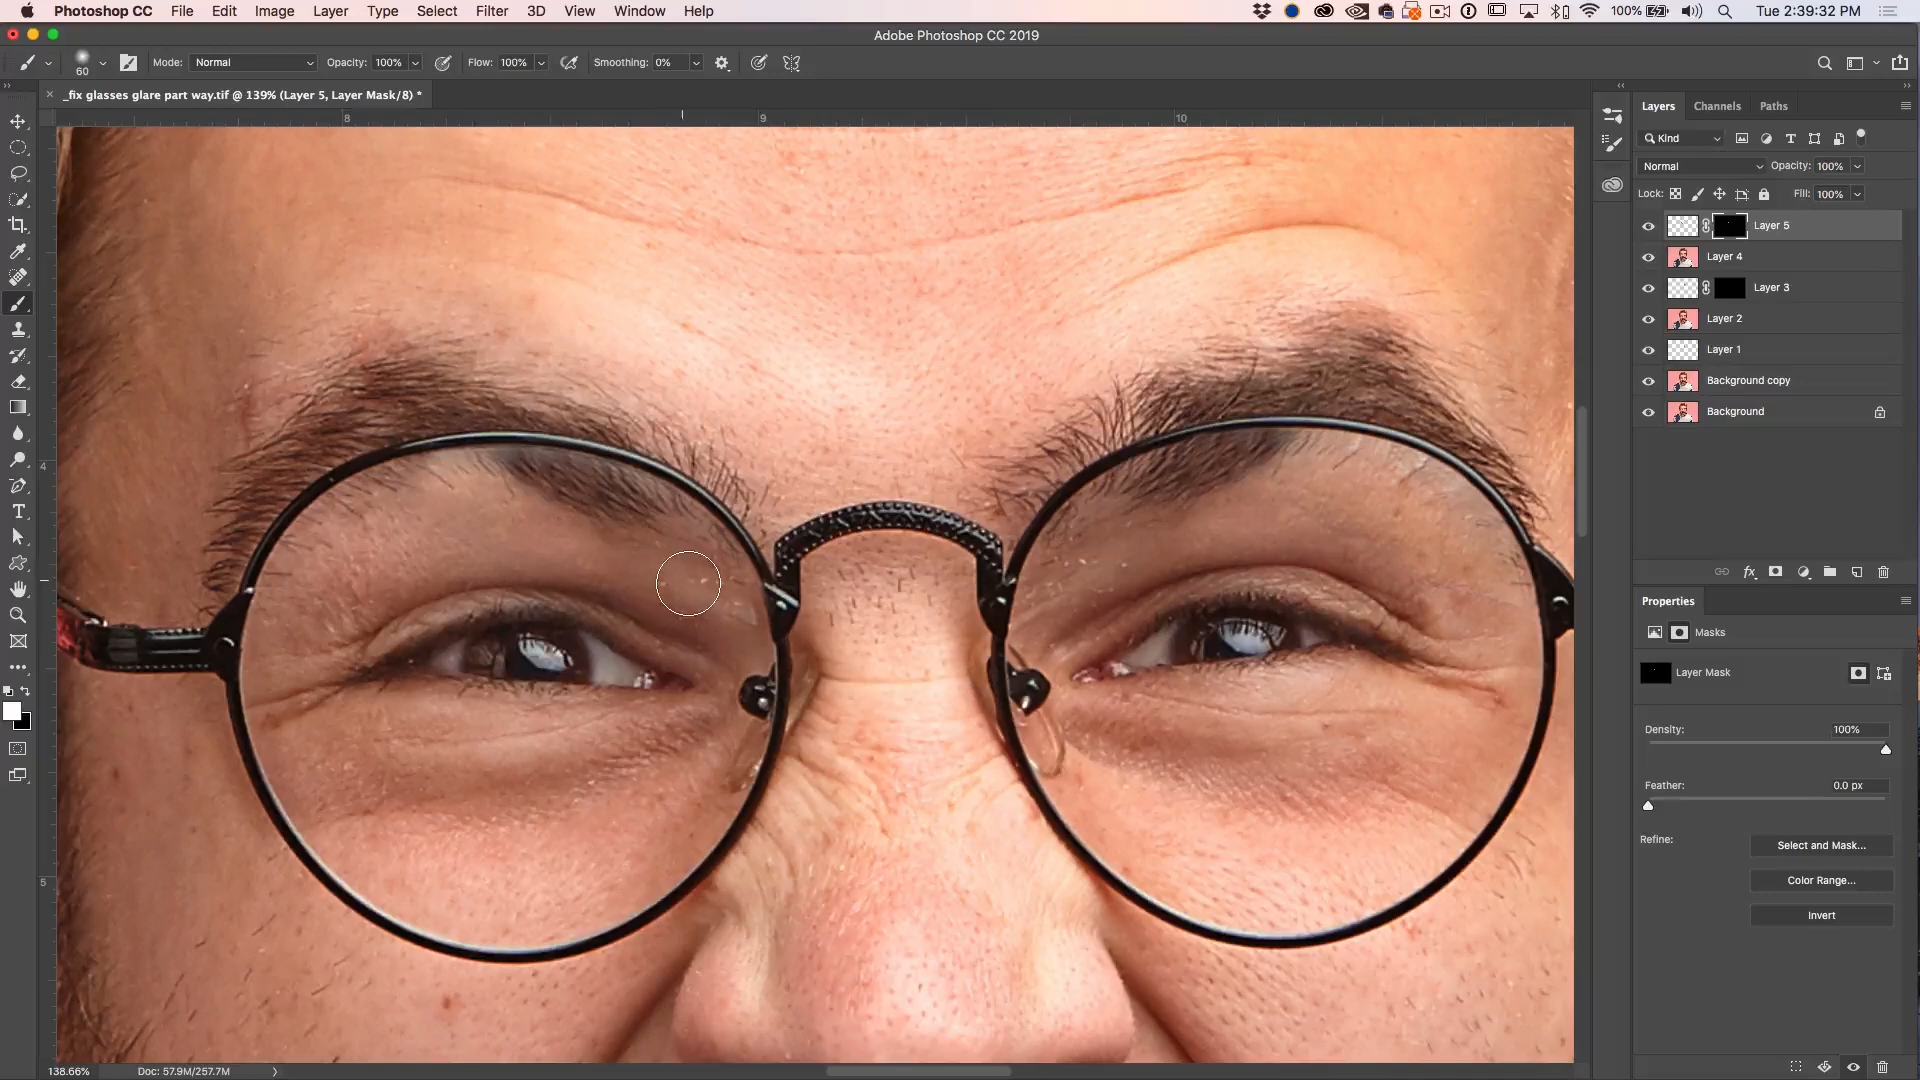 Photoshop CC File Edit Image Layer Type Select Filter 3D View Window Help 100% Tue 2:39:32 PM
Adobe Photoshop CC 2019
60 Mode: Normal Opacity: 100% Flow: 100% Smoothing: 0%
× _fix glasses glare part way.tif @ 139% (Layer 5, Layer Mask/8) *
8 9 10
4
5
Layers Channels Paths
Kind
Normal Opacity: 100%
Lock: Fill: 100%
Layer 5
Layer 4
Layer 3
Layer 2
Layer 1
Background copy
Background
fx
Properties
Masks
Layer Mask
Density: 100%
Feather: 0.0 px
Refine: Select and Mask...
Color Range...
Invert
138.66% Doc: 57.9M/257.7M